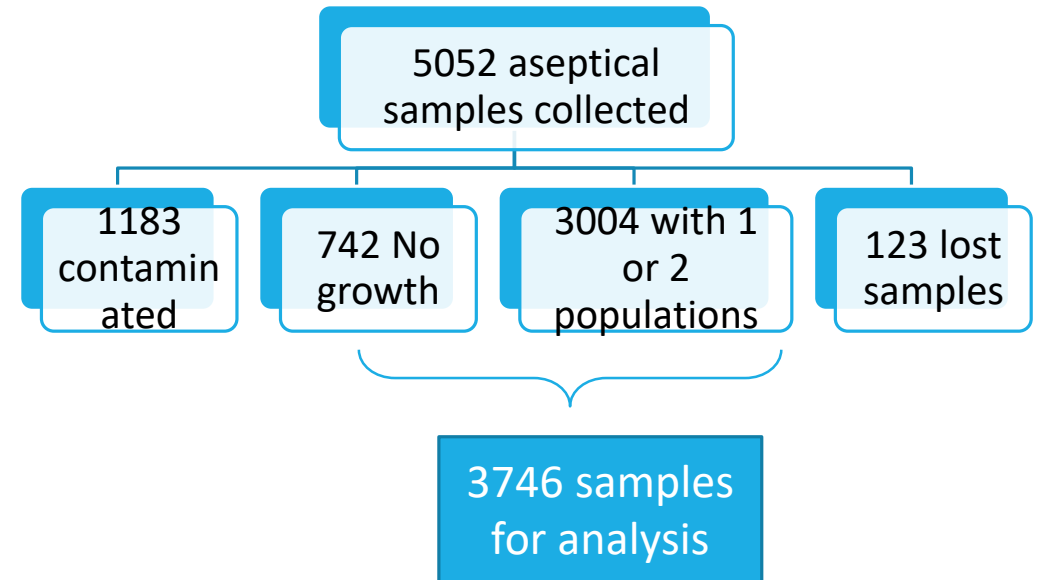 5052 aseptical
samples collected
1183
contamin
ated
742 No
growth
3004 with 1
or 2
populations
123 lost
samples
3746 samples
for analysis